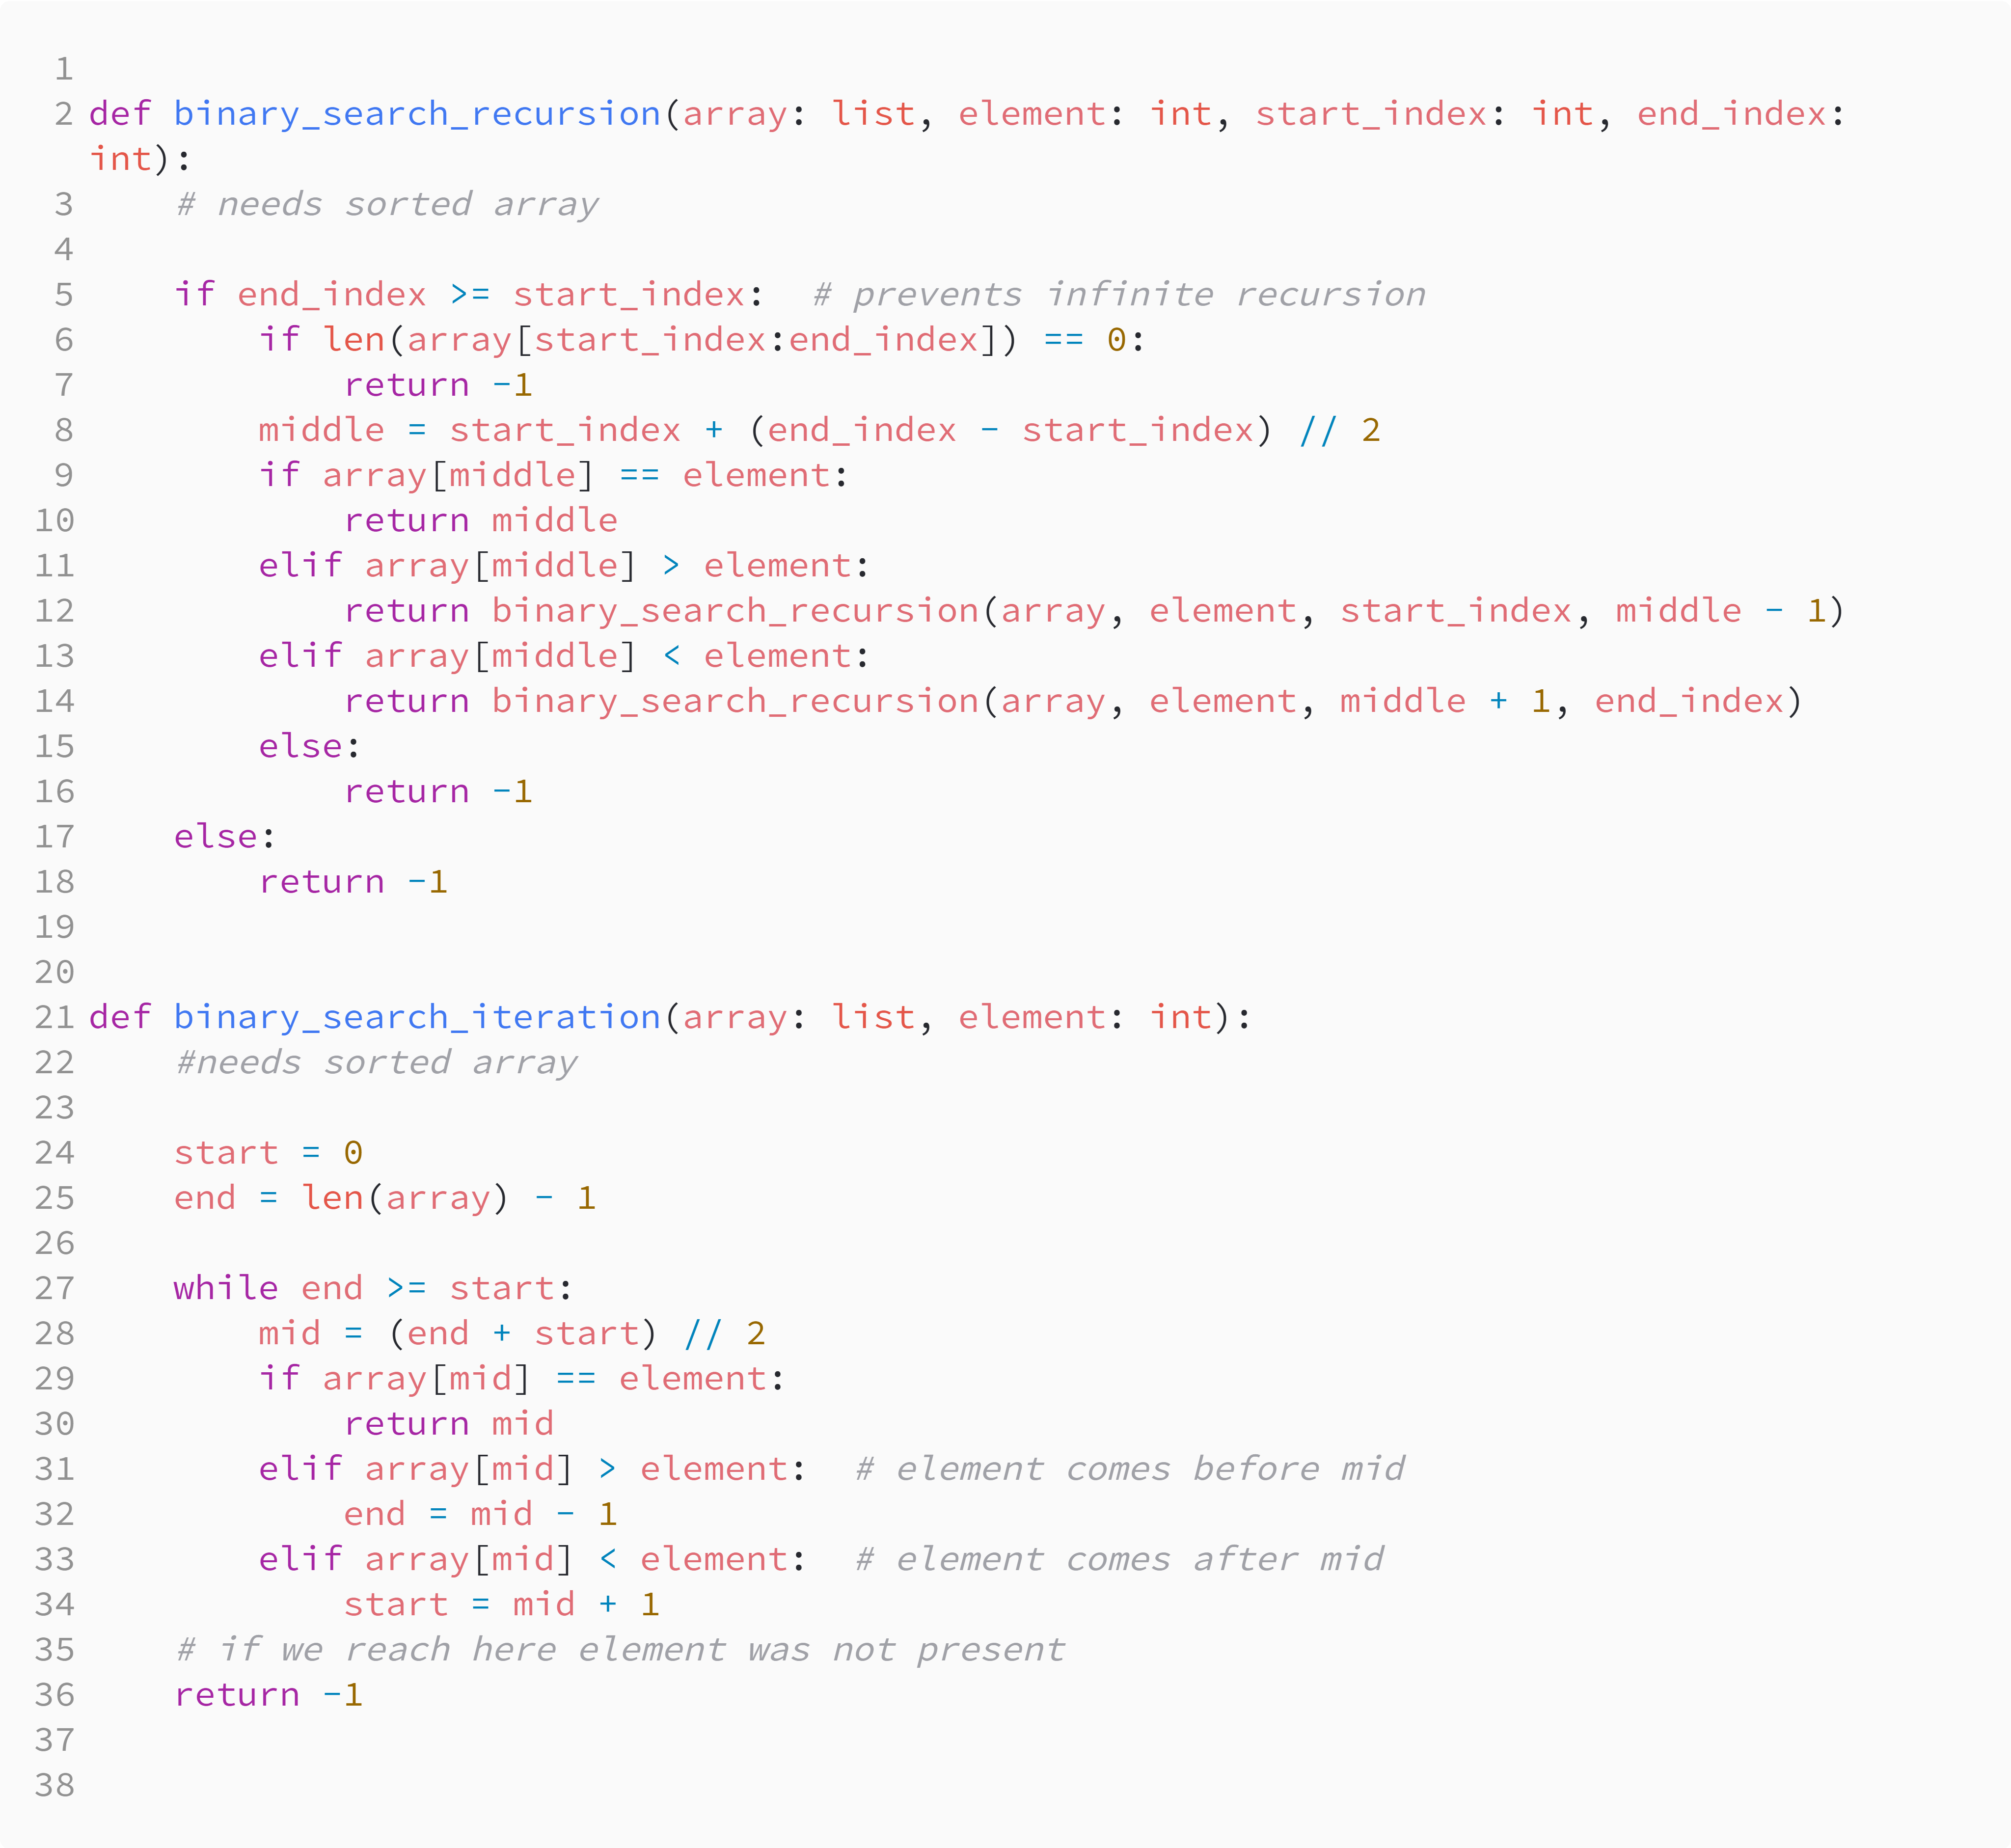 1
2 def binary_search_recursion(array: list, element: int, start_index: int, end_index:
int):
3     # needs sorted array
4
5     if end_index >= start_index:  # prevents infinite recursion
6         if len(array[start_index:end_index]) == 0:
7             return -1
8         middle = start_index + (end_index - start_index) // 2
9         if array[middle] == element:
10             return middle
11         elif array[middle] > element:
12             return binary_search_recursion(array, element, start_index, middle - 1)
13         elif array[middle] < element:
14             return binary_search_recursion(array, element, middle + 1, end_index)
15         else:
16             return -1
17     else:
18         return -1
19
20
21 def binary_search_iteration(array: list, element: int):
22     #needs sorted array
23
24     start = 0
25     end = len(array) - 1
26
27     while end >= start:
28         mid = (end + start) // 2
29         if array[mid] == element:
30             return mid
31         elif array[mid] > element:  # element comes before mid
32             end = mid - 1
33         elif array[mid] < element:  # element comes after mid
34             start = mid + 1
35     # if we reach here element was not present
36     return -1
37
38